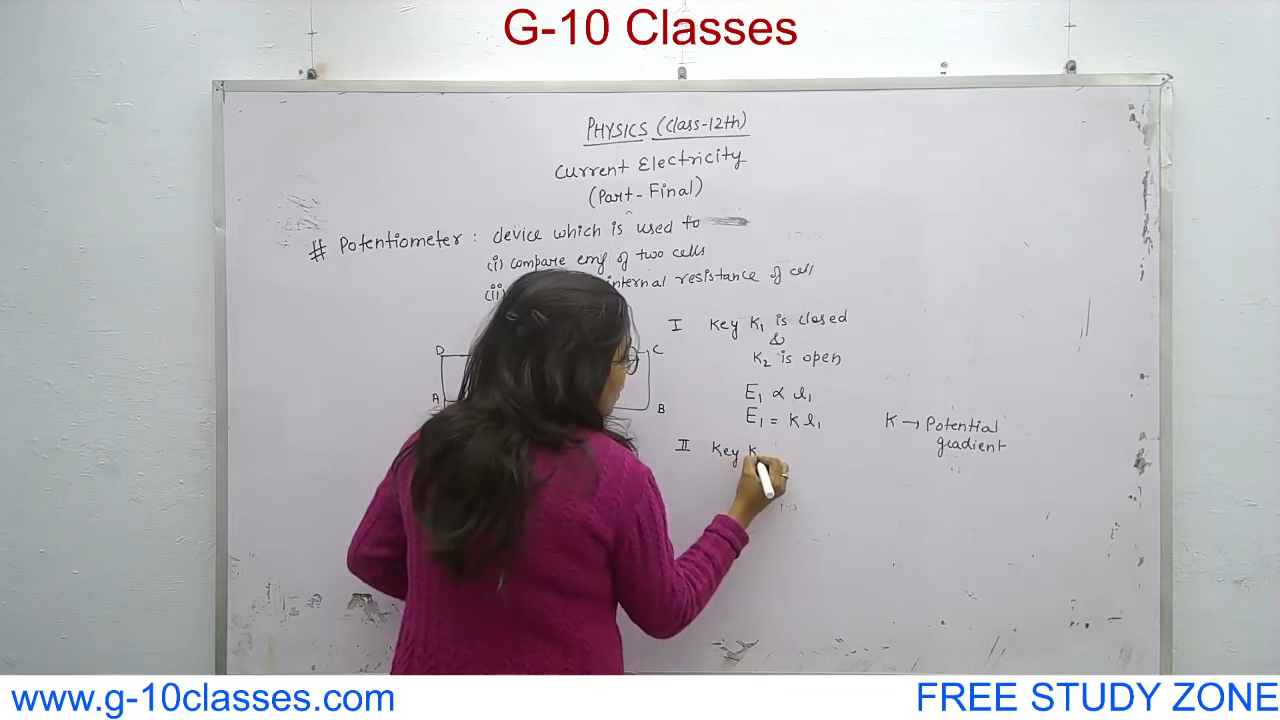 G-10 Classes
PHYSICS (Class-12th)
Current Electricity
(Part-Final)
# Potentiometer : device which is used to
(i) compare emf of two cells
(ii) internal resistance of cell
I Key K₁ is closed
&
K₂ is open
D C
A B
E₁ ∝ l₁
E₁ = K l₁
K → Potential
gradient
II Key K
www.g-10classes.com
FREE STUDY ZONE